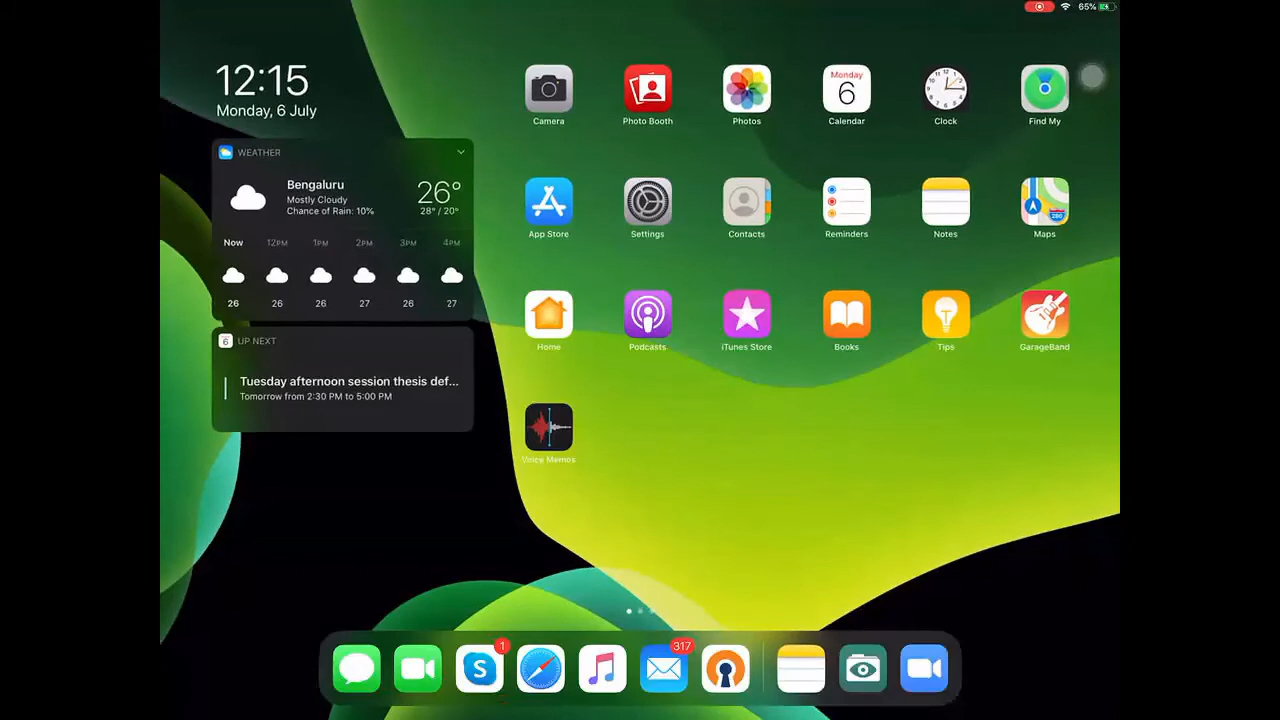 65%
12:15
Monday, 6 July
WEATHER
Bengaluru
Mostly Cloudy
Chance of Rain: 10%
26°
28° / 20°
Now 12PM 1PM 2PM 3PM 4PM
26 26 26 27 26 27
6 UP NEXT
Tuesday afternoon session thesis def...
Tomorrow from 2:30 PM to 5:00 PM
Monday
6
Camera Photo Booth Photos Calendar Clock Find My
280
App Store Settings Contacts Reminders Notes Maps
Home Podcasts iTunes Store Books Tips GarageBand
Voice Memos
1 317
S